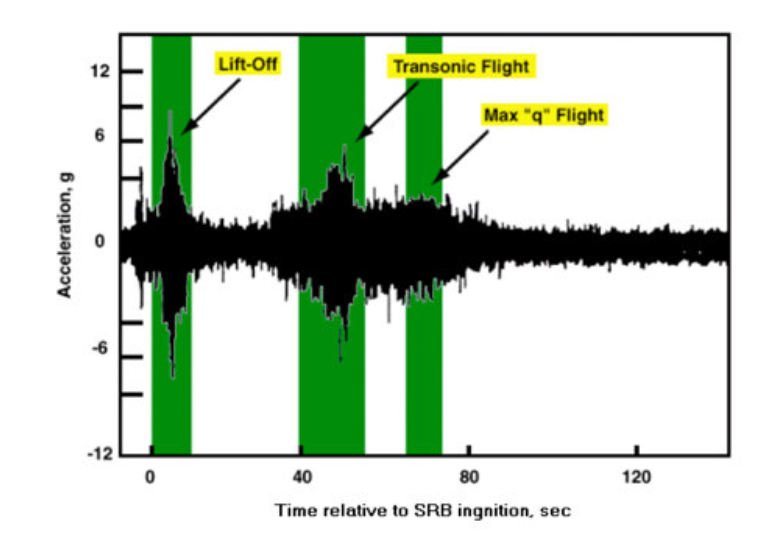 Lift-Off
Transonic Flight
Max "q" Flight
12
6
0
-6
-12
Acceleration, g
0
40
80
120
Time relative to SRB ingnition, sec